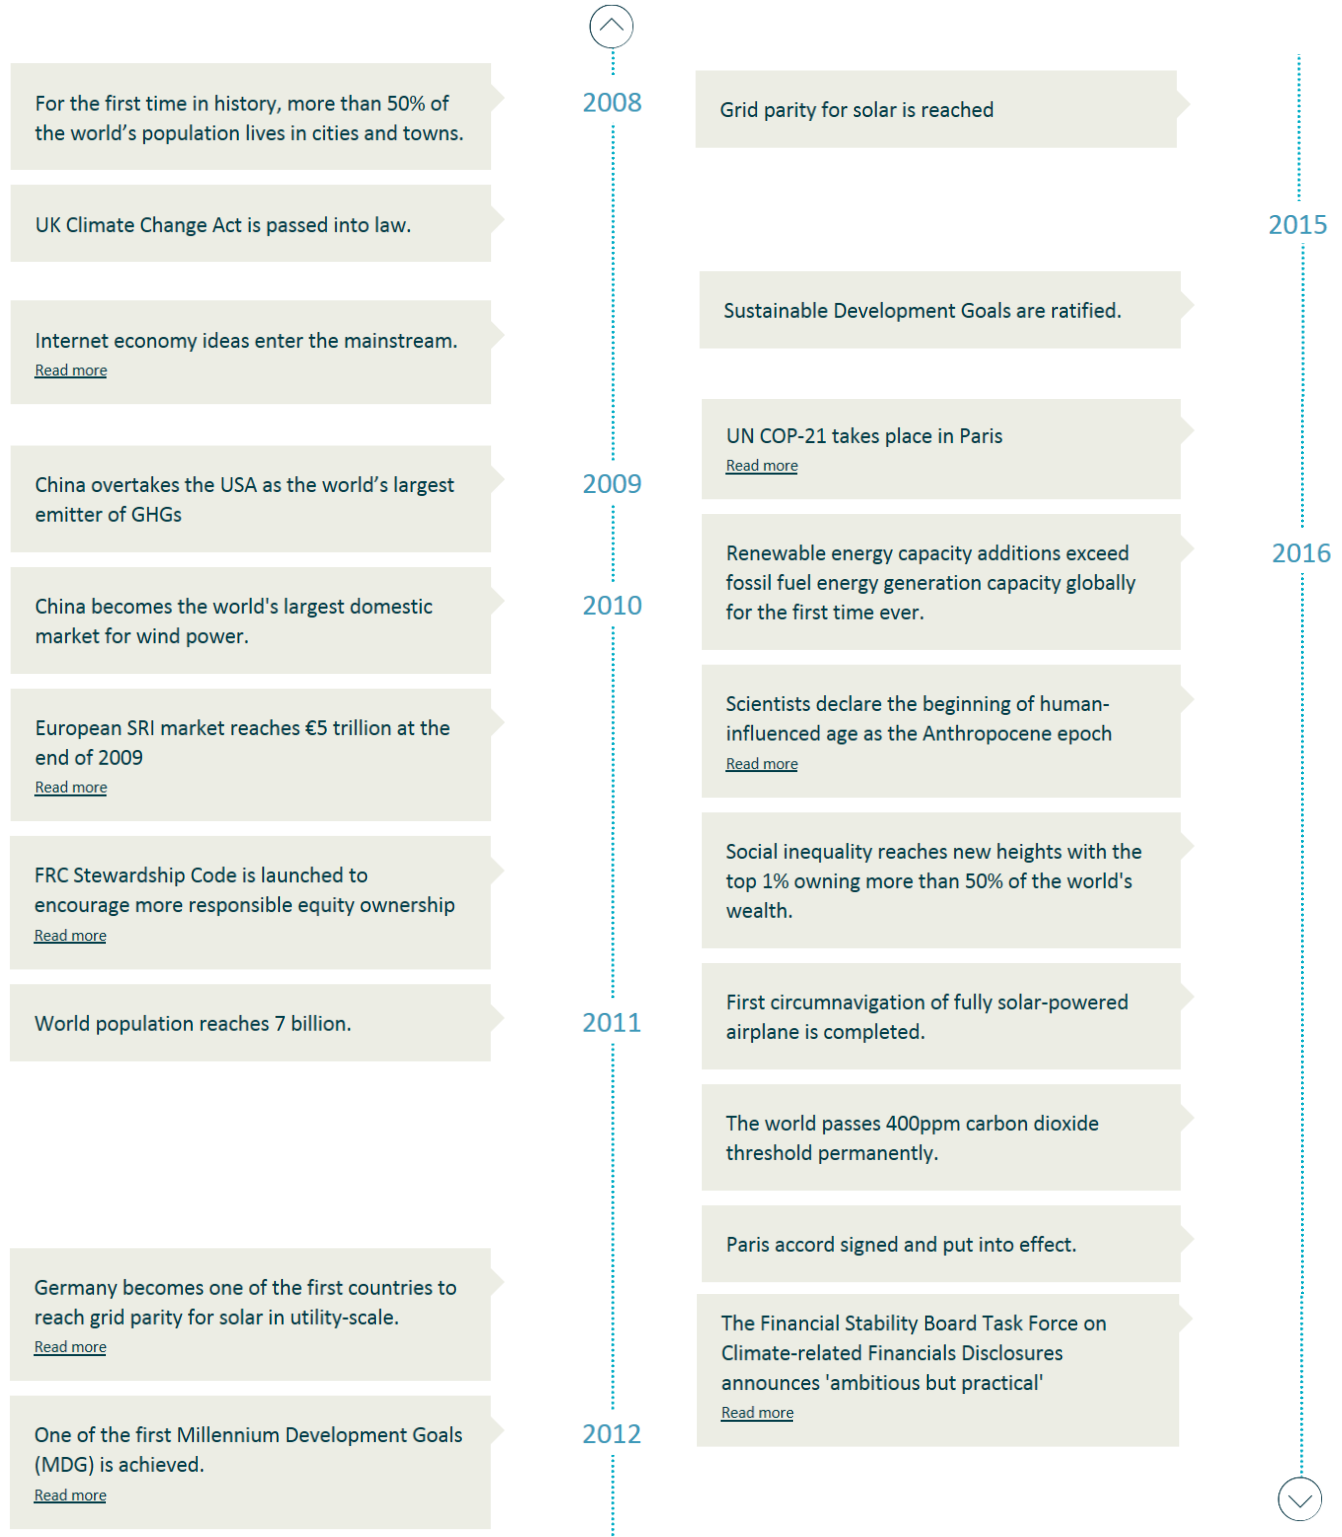 2008
For the first time in history, more than 50% of
the world’s population lives in cities and towns.
UK Climate Change Act is passed into law.
Internet economy ideas enter the mainstream.
Read more
2009
China overtakes the USA as the world’s largest
emitter of GHGs
2010
China becomes the world's largest domestic
market for wind power.
European SRI market reaches €5 trillion at the
end of 2009
Read more
FRC Stewardship Code is launched to
encourage more responsible equity ownership
Read more
2011
World population reaches 7 billion.
Germany becomes one of the first countries to
reach grid parity for solar in utility-scale.
Read more
2012
One of the first Millennium Development Goals
(MDG) is achieved.
Read more
Grid parity for solar is reached
2015
Sustainable Development Goals are ratified.
UN COP-21 takes place in Paris
Read more
2016
Renewable energy capacity additions exceed
fossil fuel energy generation capacity globally
for the first time ever.
Scientists declare the beginning of human-
influenced age as the Anthropocene epoch
Read more
Social inequality reaches new heights with the
top 1% owning more than 50% of the world's
wealth.
First circumnavigation of fully solar-powered
airplane is completed.
The world passes 400ppm carbon dioxide
threshold permanently.
Paris accord signed and put into effect.
The Financial Stability Board Task Force on
Climate-related Financials Disclosures
announces 'ambitious but practical'
Read more